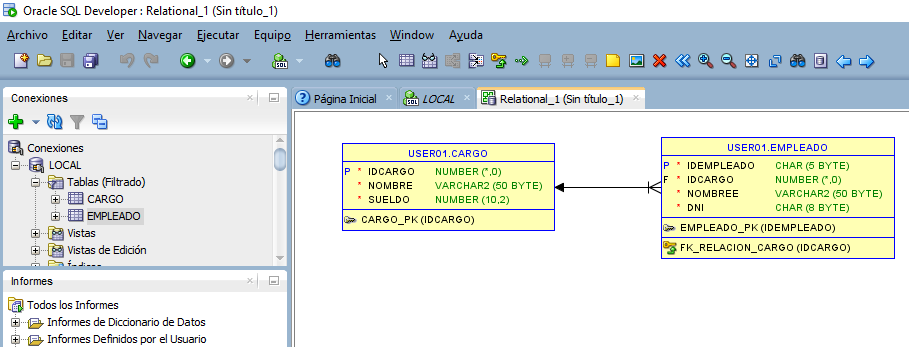 Oracle SQL Developer : Relational_1 (Sin título_1)
Archivo Editar Ver Navegar Ejecutar Equipo Herramientas Window Ayuda
SQL
Conexiones
Conexiones
LOCAL
Tablas (Filtrado)
CARGO
EMPLEADO
Vistas
Vistas de Edición
Índices
Informes
Todos los Informes
Informes de Diccionario de Datos
Informes Definidos por el Usuario
Página Inicial
LOCAL
Relational_1 (Sin título_1)
USER01.CARGO
P * IDCARGO NUMBER (*,0)
* NOMBRE VARCHAR2 (50 BYTE)
* SUELDO NUMBER (10,2)
CARGO_PK (IDCARGO)
USER01.EMPLEADO
P * IDEMPLEADO CHAR (5 BYTE)
F * IDCARGO NUMBER (*,0)
* NOMBREE VARCHAR2 (50 BYTE)
* DNI CHAR (8 BYTE)
EMPLEADO_PK (IDEMPLEADO)
FK_RELACION_CARGO (IDCARGO)